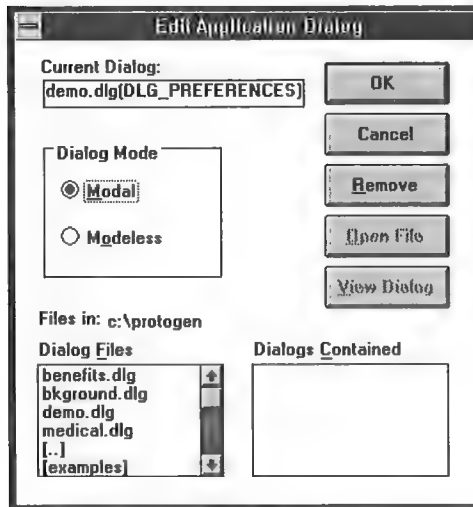 Edit Application Dialog
Current Dialog:
demo.dlg(DLG_PREFERENCES)
OK
Cancel
Dialog Mode
Modal
Modeless
Remove
Open File
View Dialog
Files in: c:\protogen
Dialog Files
benefits.dlg
bkground.dlg
demo.dlg
medical.dlg
[..]
[examples]
Dialogs Contained